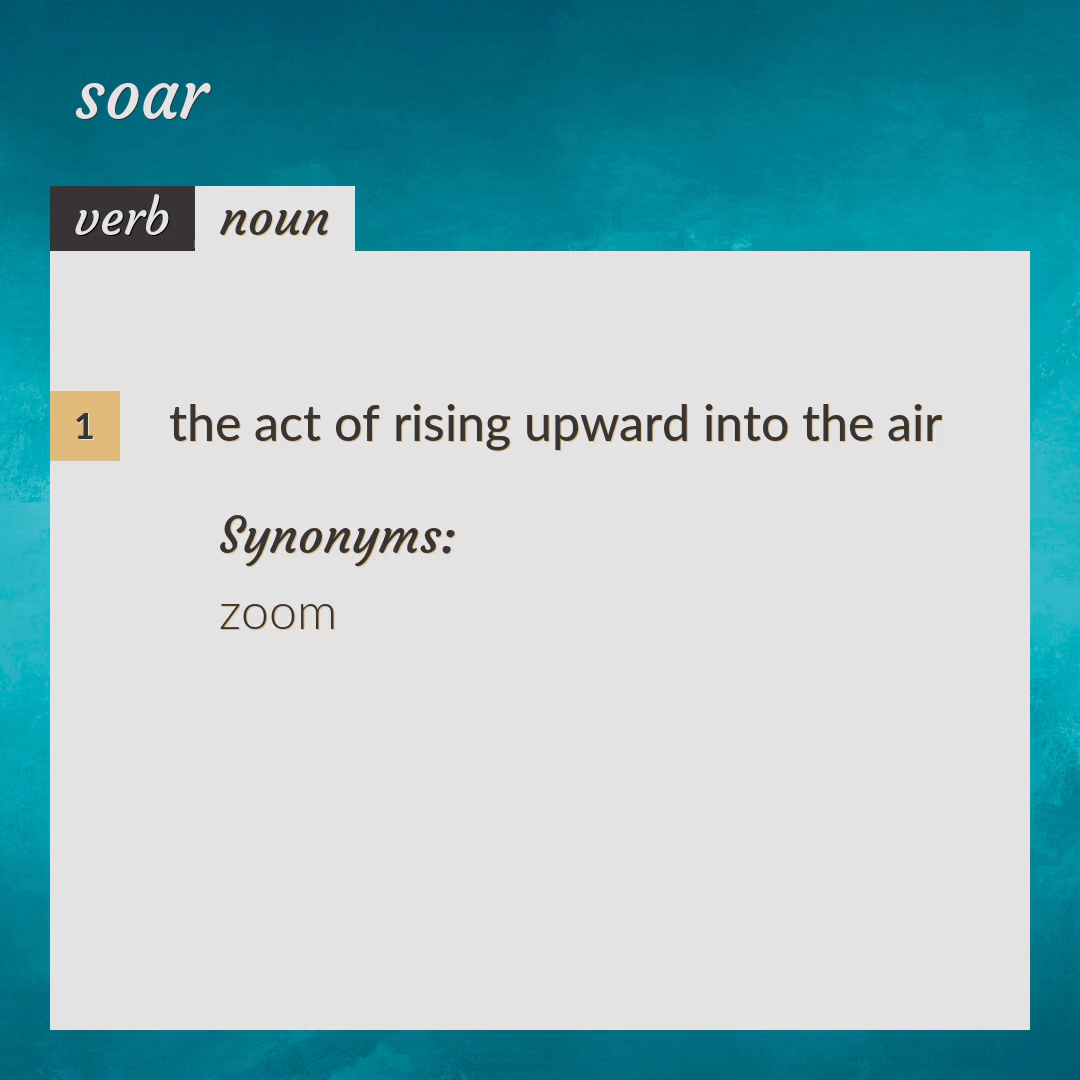 soar
verb noun
1 the act of rising upward into the air
Synonyms:
zoom